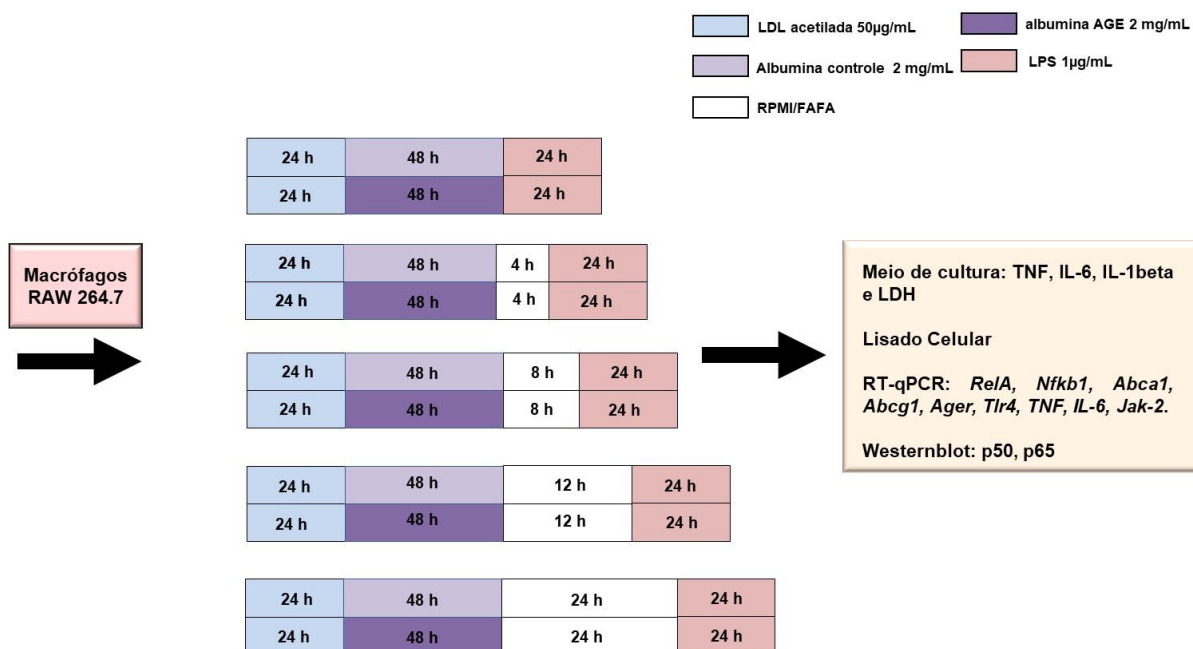 LDL acetilada 50µg/mL
albumina AGE 2 mg/mL
Albumina controle 2 mg/mL
LPS 1µg/mL
RPMI/FAFA
24 h 48 h 24 h
24 h 48 h 24 h
Macrófagos
RAW 264.7
24 h 48 h 4 h 24 h
24 h 48 h 4 h 24 h
24 h 48 h 8 h 24 h
24 h 48 h 8 h 24 h
24 h 48 h 12 h 24 h
24 h 48 h 12 h 24 h
24 h 48 h 24 h 24 h
24 h 48 h 24 h 24 h
Meio de cultura: TNF, IL-6, IL-1beta
e LDH
Lisado Celular
RT-qPCR: RelA, Nfkb1, Abca1,
Abcg1, Ager, Tlr4, TNF, IL-6, Jak-2.
Westernblot: p50, p65